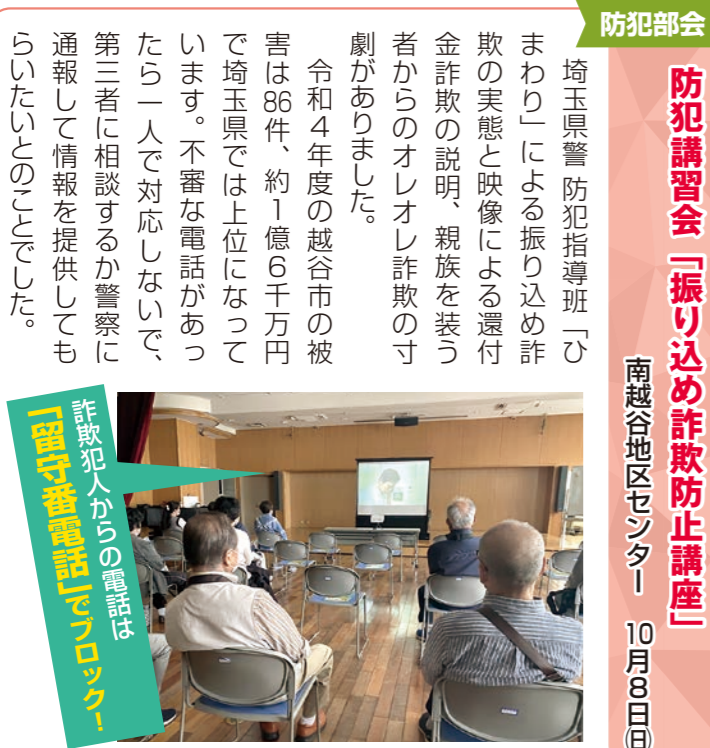 防犯部会
防犯講習会「振り込め詐欺防止講座」
南越谷地区センター 10月8日㈰
　埼玉県警 防犯指導班「ひ
まわり」による振り込め詐
欺の実態と映像による還付
金詐欺の説明、親族を装う
者からのオレオレ詐欺の寸
劇がありました。
　令和４年度の越谷市の被
害は86件、約１億６千万円
で埼玉県では上位になって
います。不審な電話があっ
たら一人で対応しないで、
第三者に相談するか警察に
通報して情報を提供しても
らいたいとのことでした。
詐欺犯人からの電話は
「留守番電話」でブロック！